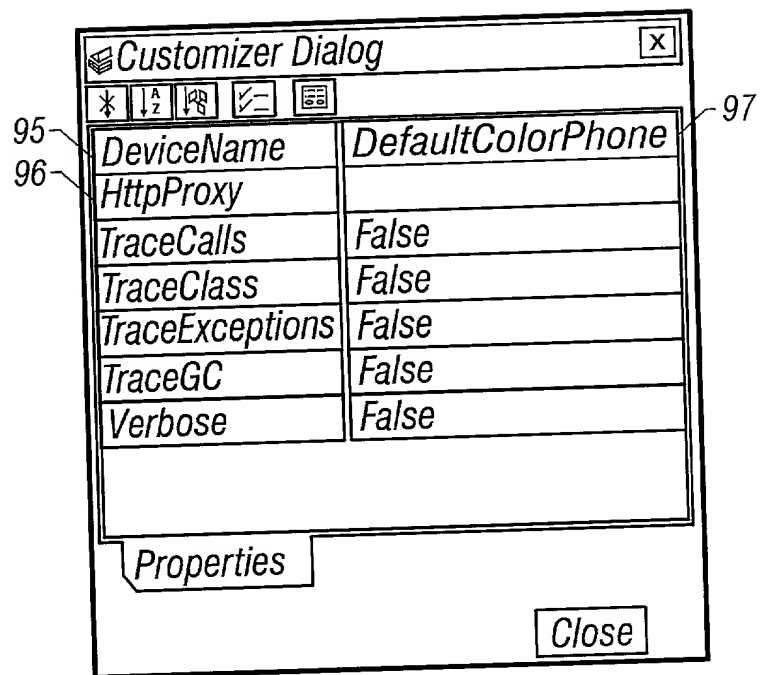 Customizer Dialog X
A
Z
95 DeviceName DefaultColorPhone 97
96 HttpProxy
TraceCalls False
TraceClass False
TraceExceptions False
TraceGC False
Verbose False
Properties
Close